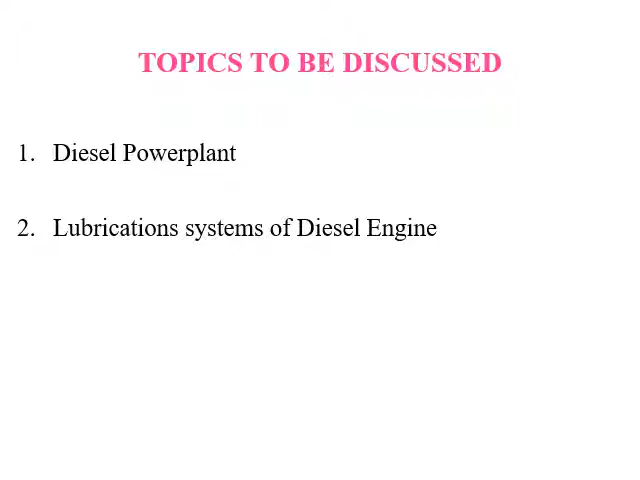 TOPICS TO BE DISCUSSED
1. Diesel Powerplant
2. Lubrications systems of Diesel Engine